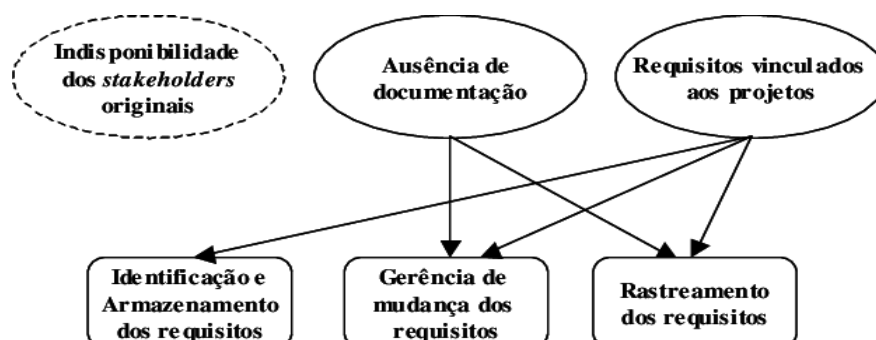 Indisponibilidade
dos stakeholders
originais
Ausência de
documentação
Requisitos vinculados
aos projetos
Identificação e
Armazenamento
dos requisitos
Gerência de
mudança dos
requisitos
Rastreamento
dos requisitos